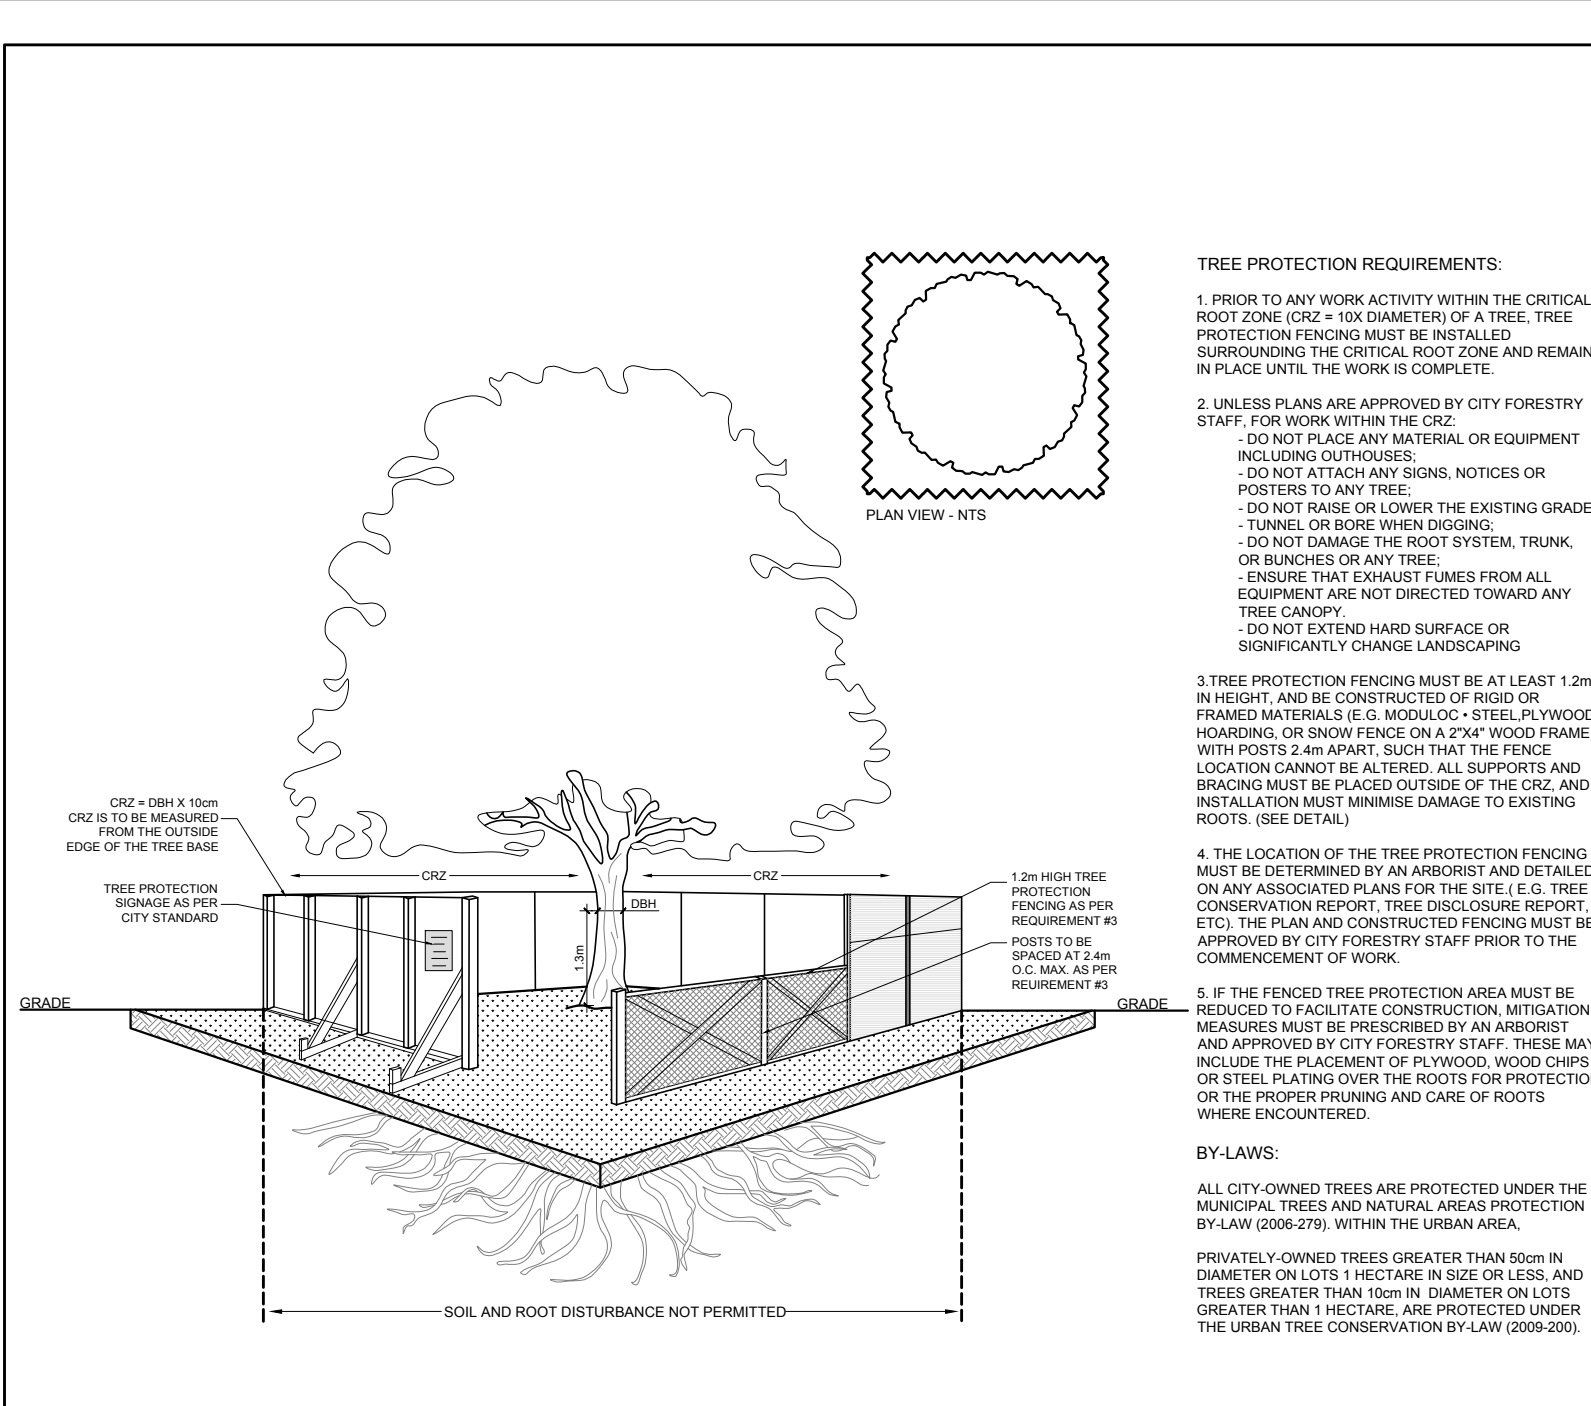 PLAN VIEW - NTS
CRZ = DBH X 10cm
CRZ IS TO BE MEASURED
FROM THE OUTSIDE
EDGE OF THE TREE BASE
TREE PROTECTION
SIGNAGE AS PER
CITY STANDARD
CRZ
CRZ
DBH
1.3m
1.2m HIGH TREE
PROTECTION
FENCING AS PER
REQUIREMENT #3
POSTS TO BE
SPACED AT 2.4m
O.C. MAX. AS PER
REUIREMENT #3
GRADE
GRADE
SOIL AND ROOT DISTURBANCE NOT PERMITTED
TREE PROTECTION REQUIREMENTS:
1. PRIOR TO ANY WORK ACTIVITY WITHIN THE CRITICAL
ROOT ZONE (CRZ = 10X DIAMETER) OF A TREE, TREE
PROTECTION FENCING MUST BE INSTALLED
SURROUNDING THE CRITICAL ROOT ZONE AND REMAIN
IN PLACE UNTIL THE WORK IS COMPLETE.
2. UNLESS PLANS ARE APPROVED BY CITY FORESTRY
STAFF, FOR WORK WITHIN THE CRZ:
- DO NOT PLACE ANY MATERIAL OR EQUIPMENT
INCLUDING OUTHOUSES;
- DO NOT ATTACH ANY SIGNS, NOTICES OR
POSTERS TO ANY TREE;
- DO NOT RAISE OR LOWER THE EXISTING GRADE
- TUNNEL OR BORE WHEN DIGGING;
- DO NOT DAMAGE THE ROOT SYSTEM, TRUNK,
OR BUNCHES OR ANY TREE;
- ENSURE THAT EXHAUST FUMES FROM ALL
EQUIPMENT ARE NOT DIRECTED TOWARD ANY
TREE CANOPY.
- DO NOT EXTEND HARD SURFACE OR
SIGNIFICANTLY CHANGE LANDSCAPING
3.TREE PROTECTION FENCING MUST BE AT LEAST 1.2m
IN HEIGHT, AND BE CONSTRUCTED OF RIGID OR
FRAMED MATERIALS (E.G. MODULOC • STEEL,PLYWOOD
HOARDING, OR SNOW FENCE ON A 2"X4" WOOD FRAME
WITH POSTS 2.4m APART, SUCH THAT THE FENCE
LOCATION CANNOT BE ALTERED. ALL SUPPORTS AND
BRACING MUST BE PLACED OUTSIDE OF THE CRZ, AND
INSTALLATION MUST MINIMISE DAMAGE TO EXISTING
ROOTS. (SEE DETAIL)
4. THE LOCATION OF THE TREE PROTECTION FENCING
MUST BE DETERMINED BY AN ARBORIST AND DETAILED
ON ANY ASSOCIATED PLANS FOR THE SITE.( E.G. TREE
CONSERVATION REPORT, TREE DISCLOSURE REPORT,
ETC). THE PLAN AND CONSTRUCTED FENCING MUST BE
APPROVED BY CITY FORESTRY STAFF PRIOR TO THE
COMMENCEMENT OF WORK.
5. IF THE FENCED TREE PROTECTION AREA MUST BE
REDUCED TO FACILITATE CONSTRUCTION, MITIGATION
MEASURES MUST BE PRESCRIBED BY AN ARBORIST
AND APPROVED BY CITY FORESTRY STAFF. THESE MAY
INCLUDE THE PLACEMENT OF PLYWOOD, WOOD CHIPS
OR STEEL PLATING OVER THE ROOTS FOR PROTECTIO
OR THE PROPER PRUNING AND CARE OF ROOTS
WHERE ENCOUNTERED.
BY-LAWS:
ALL CITY-OWNED TREES ARE PROTECTED UNDER THE
MUNICIPAL TREES AND NATURAL AREAS PROTECTION
BY-LAW (2006-279). WITHIN THE URBAN AREA,
PRIVATELY-OWNED TREES GREATER THAN 50cm IN
DIAMETER ON LOTS 1 HECTARE IN SIZE OR LESS, AND
TREES GREATER THAN 10cm IN DIAMETER ON LOTS
GREATER THAN 1 HECTARE, ARE PROTECTED UNDER
THE URBAN TREE CONSERVATION BY-LAW (2009-200).